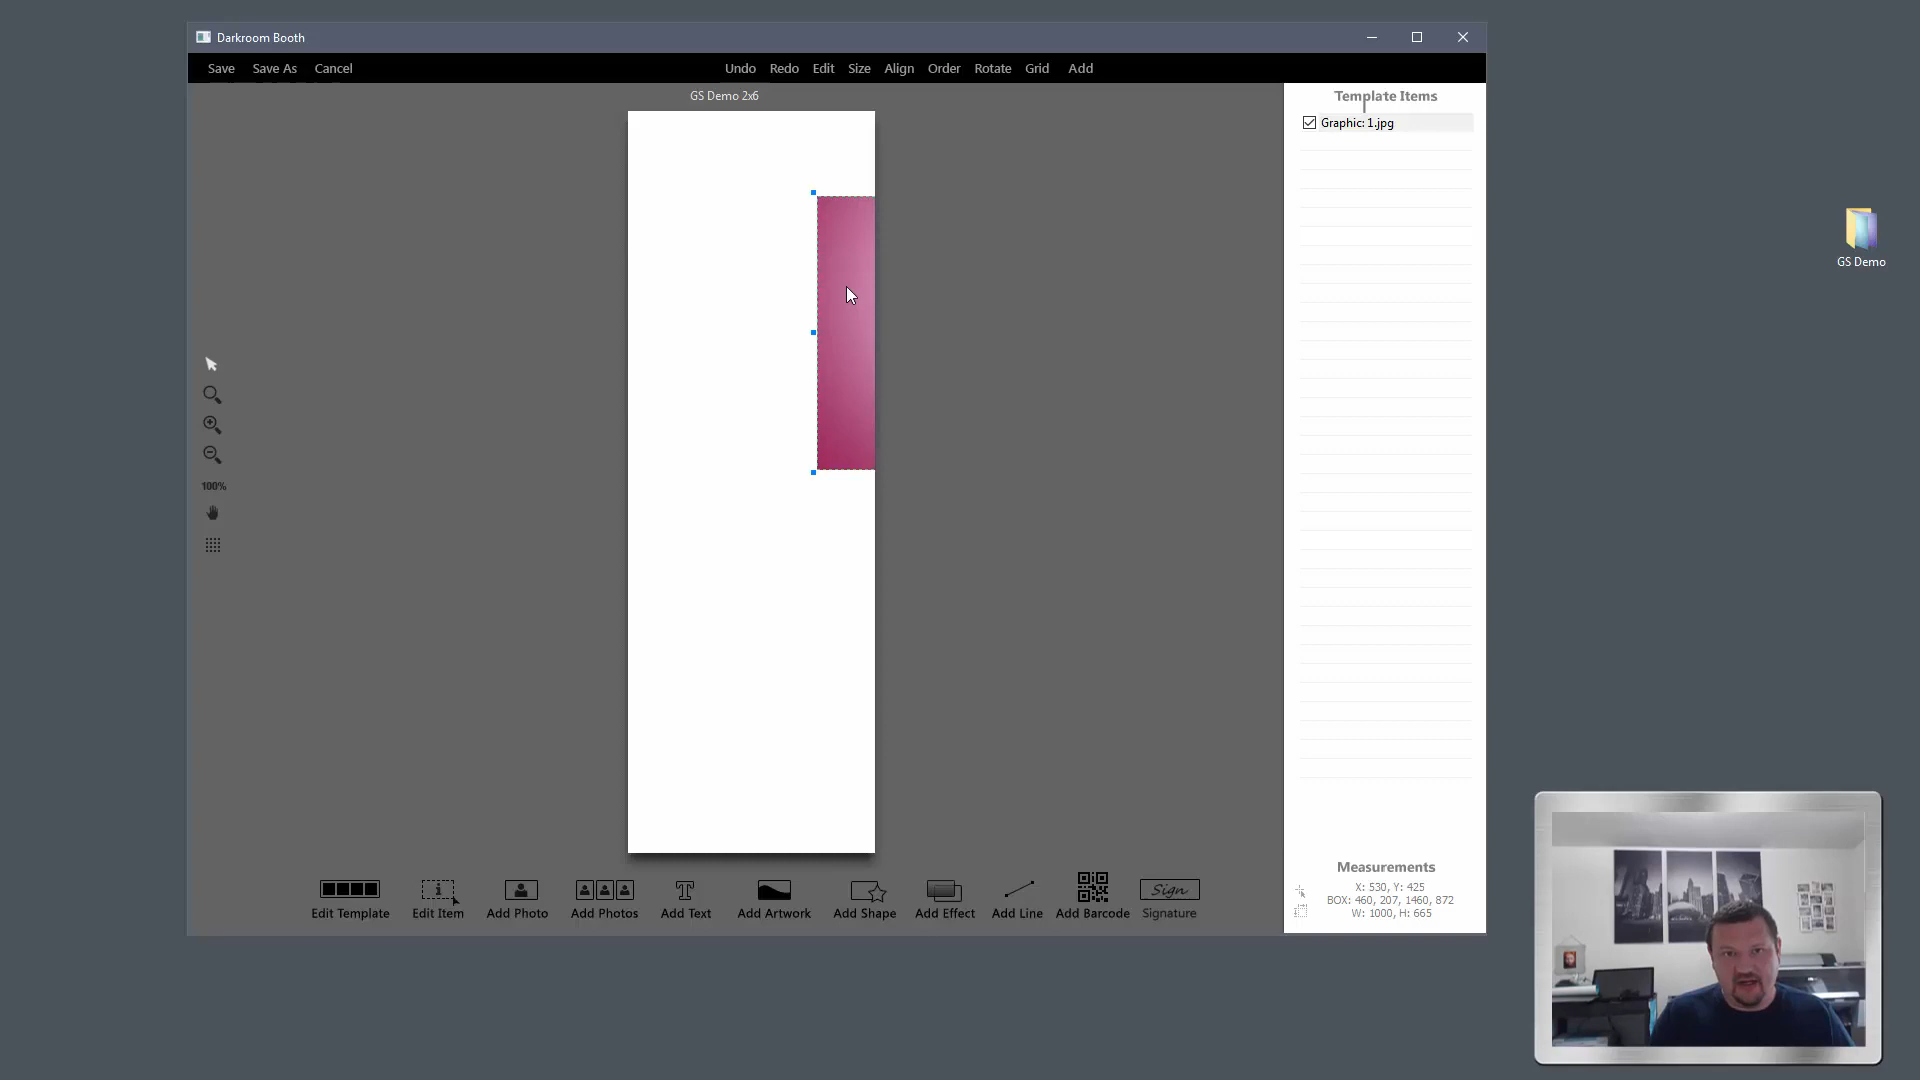 Darkroom Booth
Save Save As Cancel Undo Redo Edit Size Align Order Rotate Grid Add
GS Demo 2x6
Template Items
Graphic: 1.jpg
GS Demo
100%
Measurements
X: 530, Y: 425
BOX: 460, 207, 1460, 872
W: 1000, H: 665
Sign
Edit Template Edit Item Add Photo Add Photos Add Text Add Artwork Add Shape Add Effect Add Line Add Barcode Signature